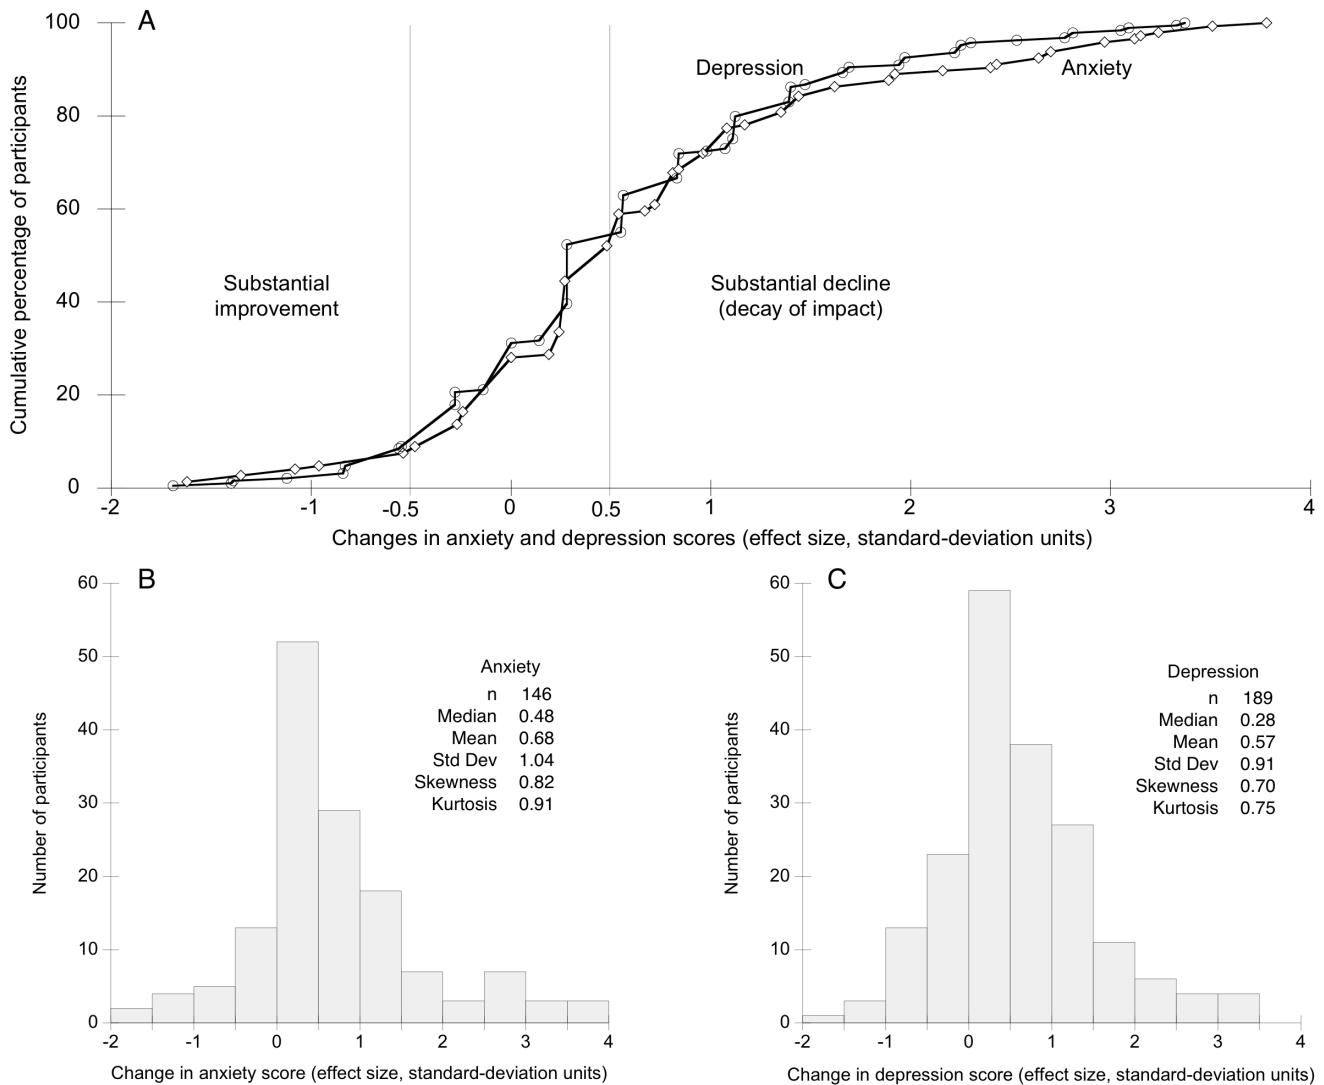 A
100
80
60
40
20
0
Cumulative percentage of participants
Depression
Anxiety
Substantial
improvement
Substantial decline
(decay of impact)
-2 -1 -0.5 0 0.5 1 2 3 4
Changes in anxiety and depression scores (effect size, standard-deviation units)
B
60
50
40
30
20
10
0
Number of participants
Anxiety
n 146
Median 0.48
Mean 0.68
Std Dev 1.04
Skewness 0.82
Kurtosis 0.91
-2 -1 0 1 2 3 4
Change in anxiety score (effect size, standard-deviation units)
C
60
50
40
30
20
10
0
Number of participants
Depression
n 189
Median 0.28
Mean 0.57
Std Dev 0.91
Skewness 0.70
Kurtosis 0.75
-2 -1 0 1 2 3 4
Change in depression score (effect size, standard-deviation units)